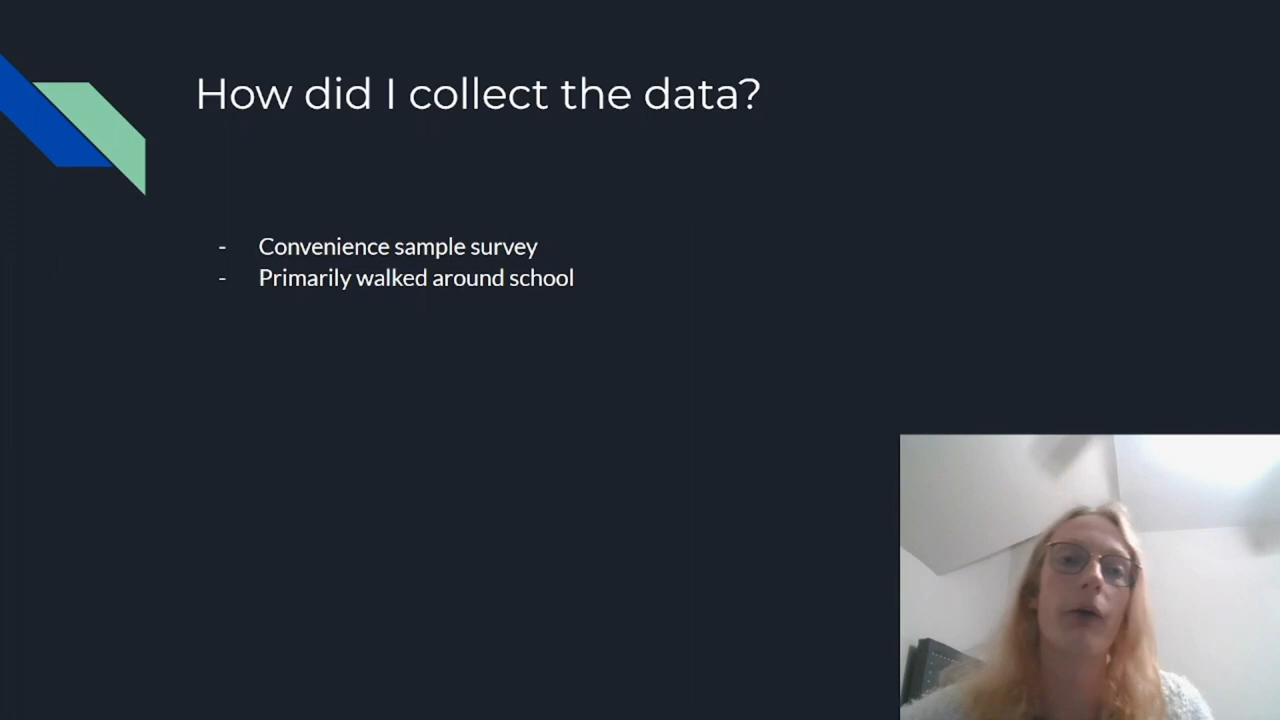 How did I collect the data?
- Convenience sample survey
- Primarily walked around school